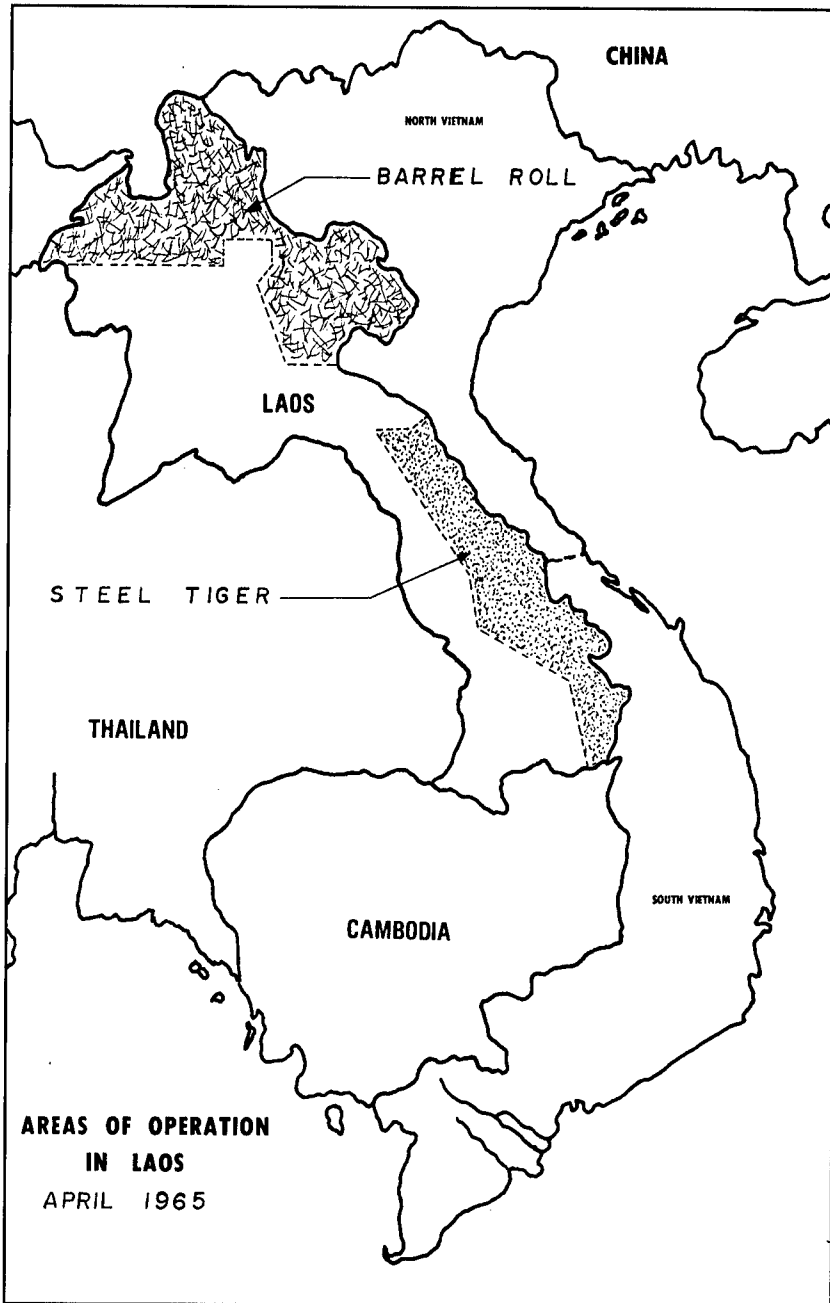 CHINA
NORTH VIETNAM
BARREL ROLL
LAOS
STEEL TIGER
THAILAND
CAMBODIA
SOUTH VIETNAM
AREAS OF OPERATION
IN LAOS
APRIL 1965